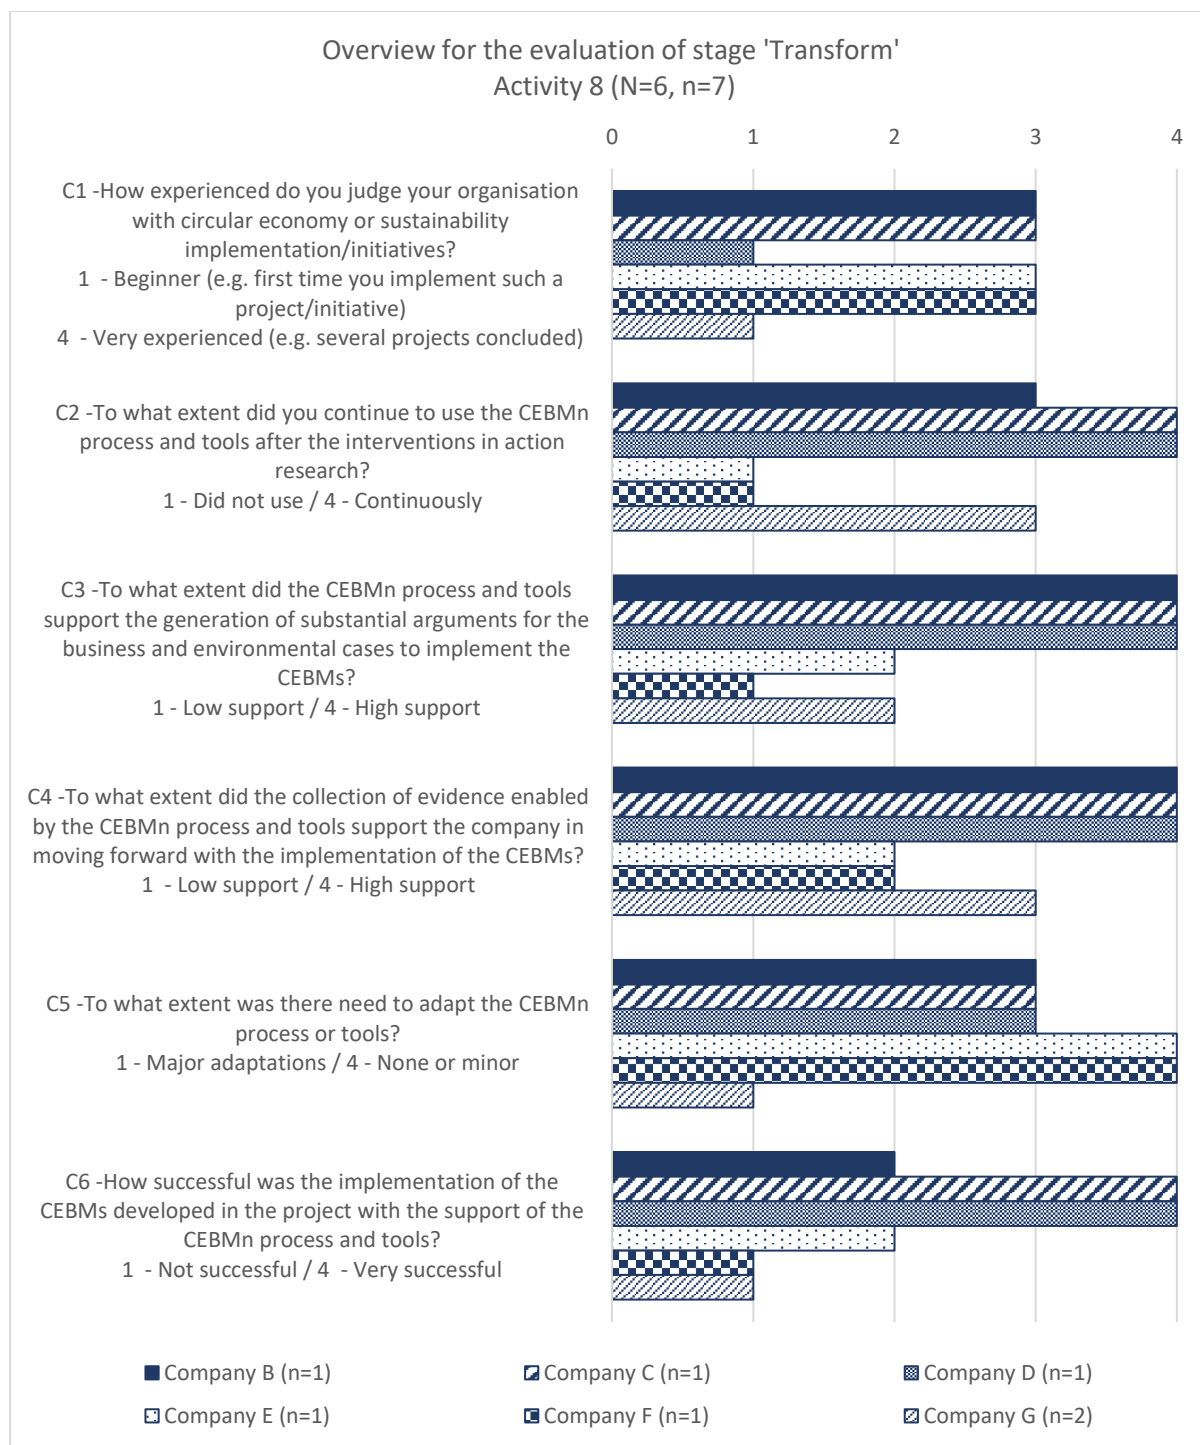 Overview for the evaluation of stage 'Transform'
Activity 8 (N=6, n=7)
0 1 2 3 4
C1 -How experienced do you judge your organisation
with circular economy or sustainability
implementation/initiatives?
1 - Beginner (e.g. first time you implement such a
project/initiative)
4 - Very experienced (e.g. several projects concluded)
C2 -To what extent did you continue to use the CEBMn
process and tools after the interventions in action
research?
1 - Did not use / 4 - Continuously
C3 -To what extent did the CEBMn process and tools
support the generation of substantial arguments for the
business and environmental cases to implement the
CEBMs?
1 - Low support / 4 - High support
C4 -To what extent did the collection of evidence enabled
by the CEBMn process and tools support the company in
moving forward with the implementation of the CEBMs?
1 - Low support / 4 - High support
C5 -To what extent was there need to adapt the CEBMn
process or tools?
1 - Major adaptations / 4 - None or minor
C6 -How successful was the implementation of the
CEBMs developed in the project with the support of the
CEBMn process and tools?
1 - Not successful / 4 - Very successful
Company B (n=1) Company C (n=1) Company D (n=1)
Company E (n=1) Company F (n=1) Company G (n=2)